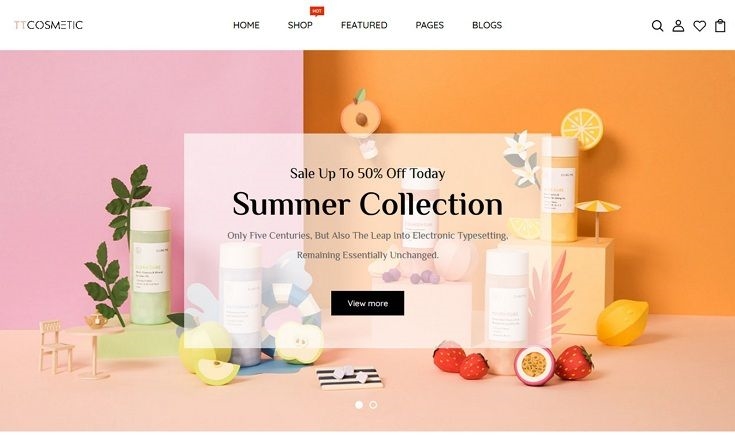 TTCOSMETIC
HOME
SHOP
HOT
FEATURED
PAGES
BLOGS
Sale Up To 50% Off Today
Summer Collection
Only Five Centuries, But Also The Leap Into Electronic Typesetting,
Remaining Essentially Unchanged.
View more